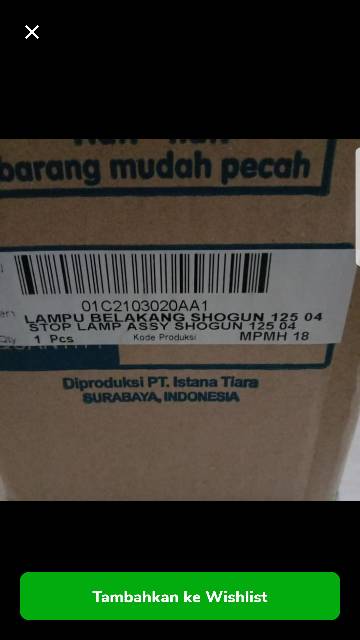 barang mudah pecah
01C2103020AA1
LAMPU BELAKANG SHOGUN 125 04
STOP LAMP ASSY SHOGUN 125 04
Qty 1 Pcs Kode Produksi MPMH 18
Diproduksi PT. Istana Tiara
SURABAYA, INDONESIA
Tambahkan ke Wishlist